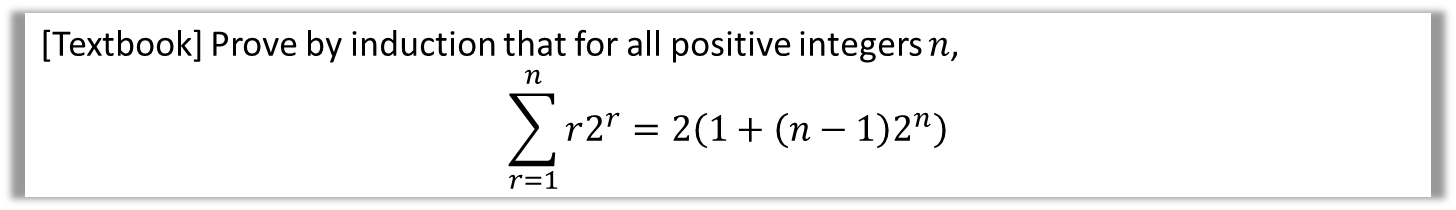 [Textbook] Prove by induction that for all positive integers 𝑛,
𝑛
∑ 𝑟2^𝑟 = 2(1 + (𝑛 − 1)2^𝑛)
𝑟=1